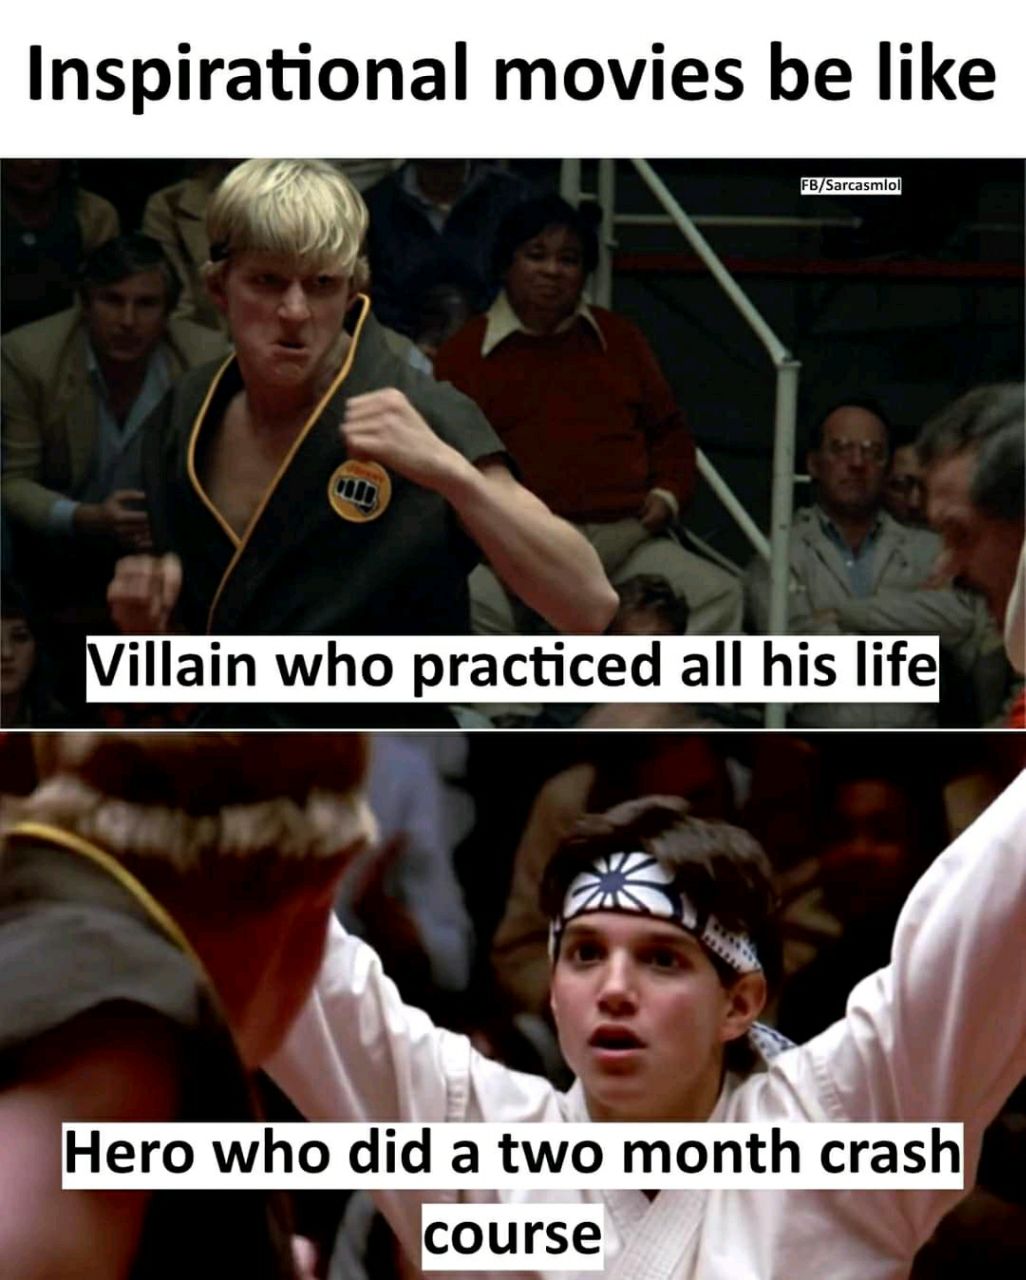 Inspirational movies be like
FB/Sarcasmlol
Villain who practiced all his life
Hero who did a two month crash
course